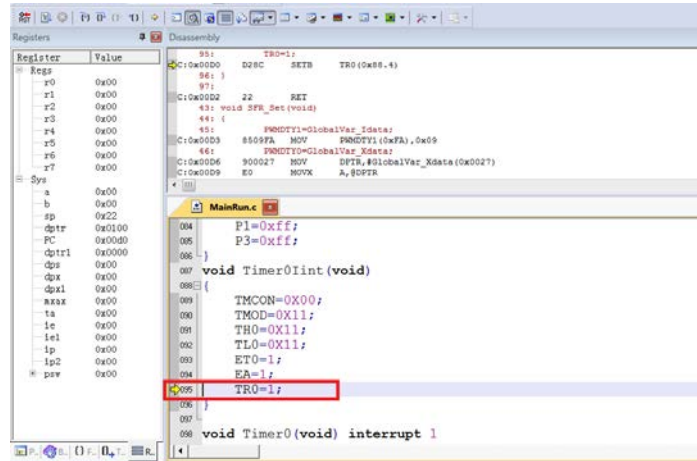 Registers
Register Value
Regs
r0 0x00
r1 0x00
r2 0x00
r3 0x00
r4 0x00
r5 0x00
r6 0x00
r7 0x00
Sys
a 0x00
b 0x00
sp 0x22
dptr 0x0100
PC 0x00d0
dptr1 0x0000
dps 0x00
dpx 0x00
dpx1 0x00
mxax 0x00
ta 0x00
ie 0x00
ie1 0x00
ip 0x00
ip2 0x00
psw 0x00
Disassembly
95: TR0=1;
C:0x00D0 D28C SETB TR0(0x88.4)
96: }
97:
C:0x00D2 22 RET
43: void SFR_Set(void)
44: {
45: PWMDTY1=GlobalVar_Idata;
C:0x00D3 8509FA MOV PWMDTY1(0xFA),0x09
46: PWMDTY0=GlobalVar_Xdata;
C:0x00D6 900027 MOV DPTR,#GlobalVar_Xdata(0x0027)
C:0x00D9 E0 MOVX A,@DPTR
MainRun.c
084 P1=0xff;
085 P3=0xff;
086 }
087 void Timer0Iint(void)
088 {
089 TMCON=0X00;
090 TMOD=0X11;
091 TH0=0X11;
092 TL0=0X11;
093 ET0=1;
094 EA=1;
095 TR0=1;
096 }
097
098 void Timer0(void) interrupt 1
P.. B.. {} F.. 0 T.. R..